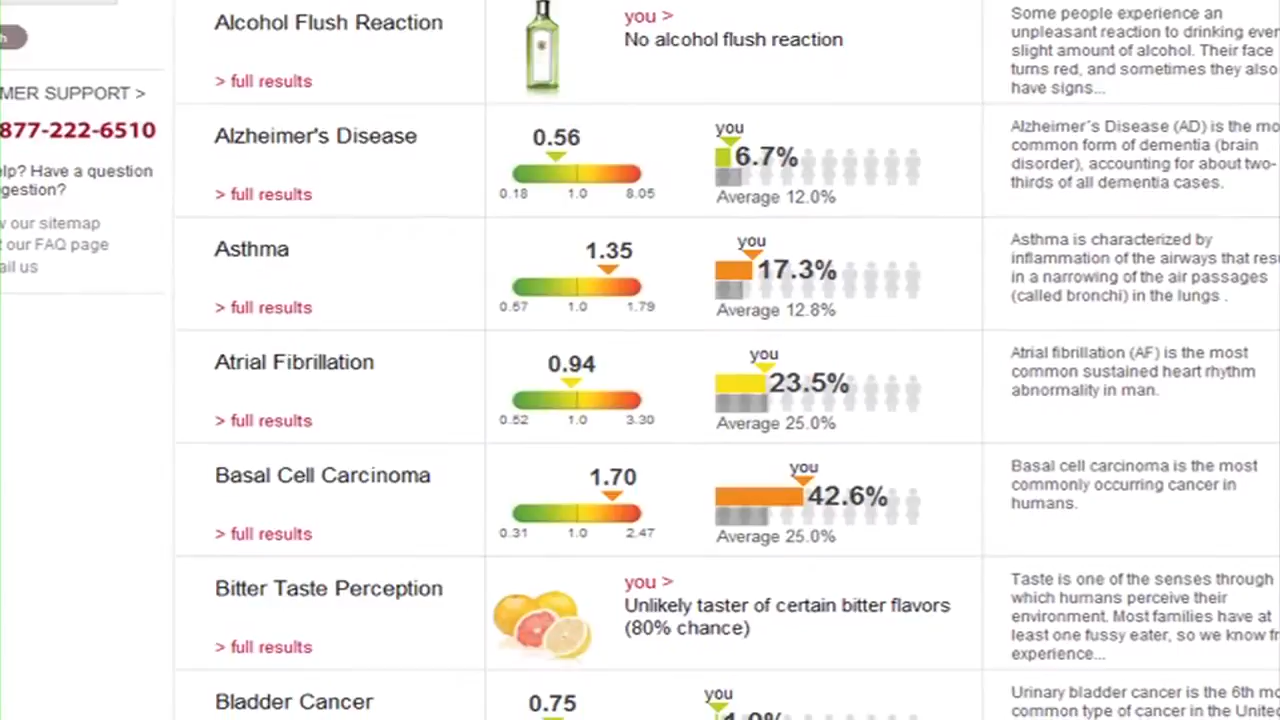 Alcohol Flush Reaction
> full results
you >
No alcohol flush reaction
Some people experience an
unpleasant reaction to drinking even
slight amount of alcohol. Their face
turns red, and sometimes they also
have signs...
MER SUPPORT >
877-222-6510
elp? Have a question
gestion?
w our sitemap
t our FAQ page
ail us
Alzheimer's Disease
> full results
0.56
0.18 1.0 8.05
you
6.7%
Average 12.0%
Alzheimer's Disease (AD) is the mo
common form of dementia (brain
disorder), accounting for about two-
thirds of all dementia cases.
Asthma
> full results
1.35
0.57 1.0 1.79
you
17.3%
Average 12.8%
Asthma is characterized by
inflammation of the airways that resu
in a narrowing of the air passages
(called bronchi) in the lungs .
Atrial Fibrillation
> full results
0.94
0.52 1.0 3.30
you
23.5%
Average 25.0%
Atrial fibrillation (AF) is the most
common sustained heart rhythm
abnormality in man.
Basal Cell Carcinoma
> full results
1.70
0.31 1.0 2.47
you
42.6%
Average 25.0%
Basal cell carcinoma is the most
commonly occurring cancer in
humans.
Bitter Taste Perception
> full results
you >
Unlikely taster of certain bitter flavors
(80% chance)
Taste is one of the senses through
which humans perceive their
environment. Most families have at
least one fussy eater, so we know fr
experience...
Bladder Cancer
0.75
you
Urinary bladder cancer is the 6th mo
common type of cancer in the United